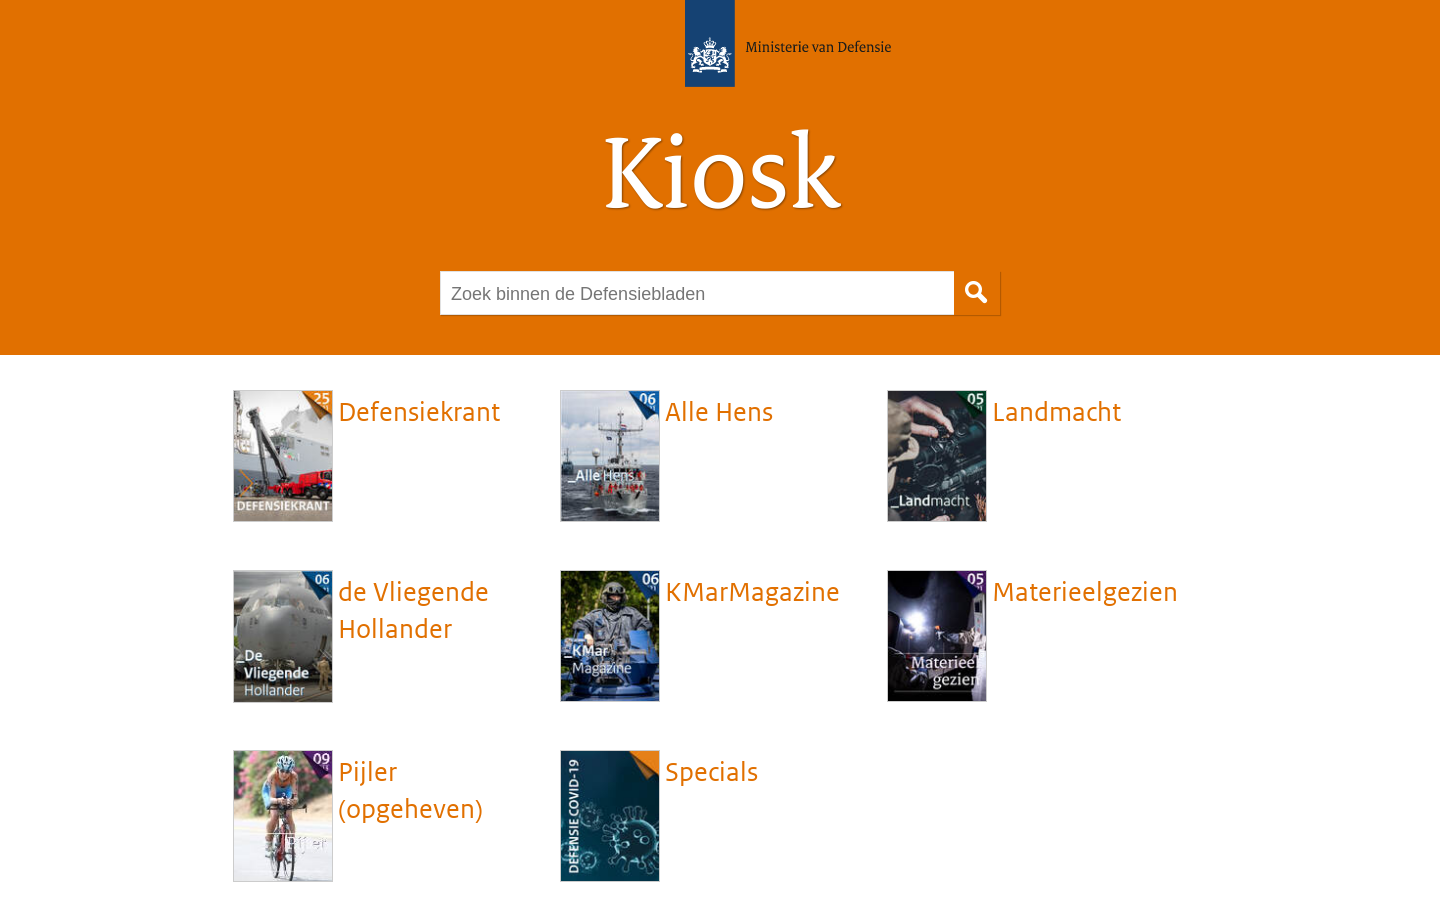 Ministerie van Defensie
Kiosk
Zoek binnen de Defensiebladen
25
DEFENSIEKRANT
Defensiekrant
06
_Alle Hens
Alle Hens
05
_Landmacht
Landmacht
06
_De
Vliegende
Hollander
de Vliegende
Hollander
06
_KMar
Magazine
KMarMagazine
05
Materieel
gezien
Materieelgezien
09
Pijler
Pijler
(opgeheven)
DEFENSIE COVID-19
Specials